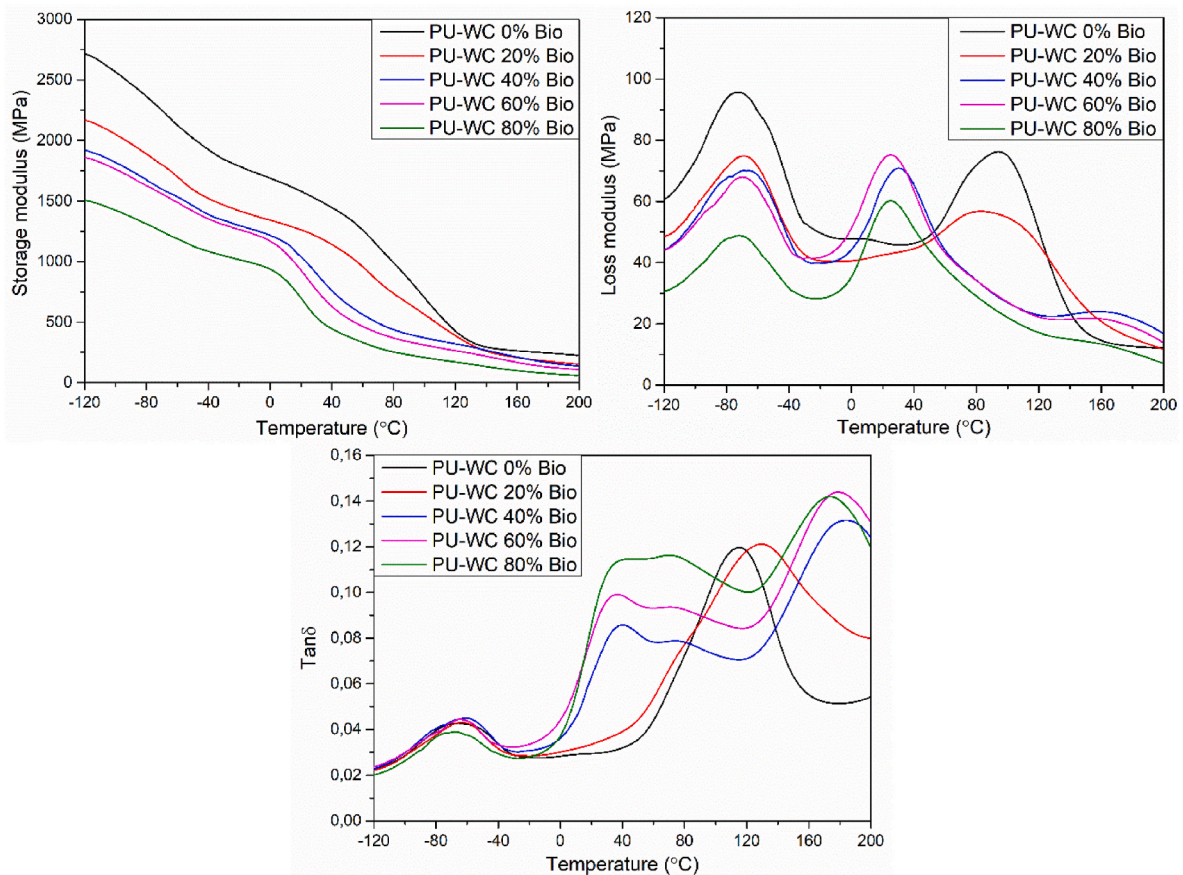 3000
2500
2000
1500
1000
500
0
Storage modulus (MPa)
PU-WC 0% Bio
PU-WC 20% Bio
PU-WC 40% Bio
PU-WC 60% Bio
PU-WC 80% Bio
-120 -80 -40 0 40 80 120 160 200
Temperature (°C)
120
100
80
60
40
20
0
Loss modulus (MPa)
PU-WC 0% Bio
PU-WC 20% Bio
PU-WC 40% Bio
PU-WC 60% Bio
PU-WC 80% Bio
-120 -80 -40 0 40 80 120 160 200
Temperature (°C)
0,16
0,14
0,12
0,10
0,08
0,06
0,04
0,02
0,00
Tanδ
PU-WC 0% Bio
PU-WC 20% Bio
PU-WC 40% Bio
PU-WC 60% Bio
PU-WC 80% Bio
-120 -80 -40 0 40 80 120 160 200
Temperature (°C)